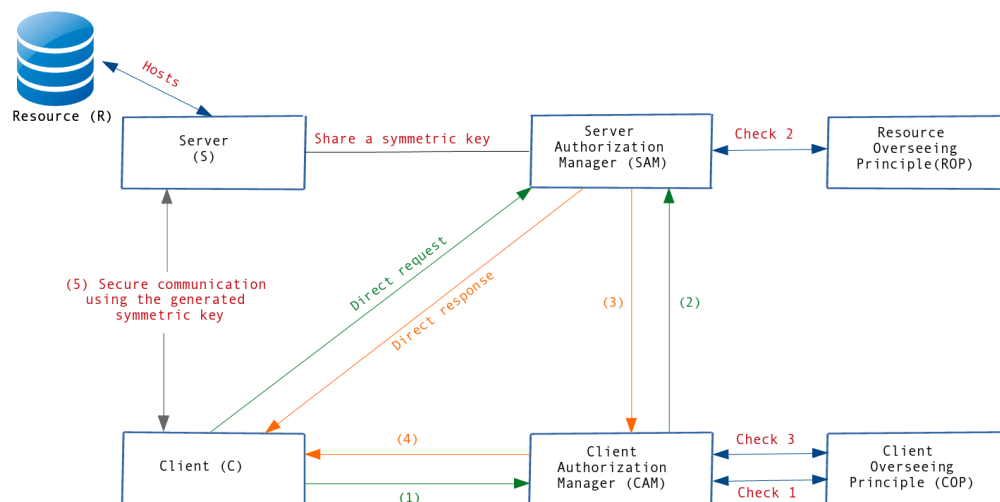 Hosts
Resource (R)
Server
(S)
Share a symmetric key
Server
Authorization
Manager (SAM)
Check 2
Resource
Overseeing
Principle(ROP)
(5) Secure communication
using the generated
symmetric key
Direct request
Direct response
(3)
(2)
Client (C)
(4)
(1)
Client
Authorization
Manager (CAM)
Check 3
Check 1
Client
Overseeing
Principle (COP)